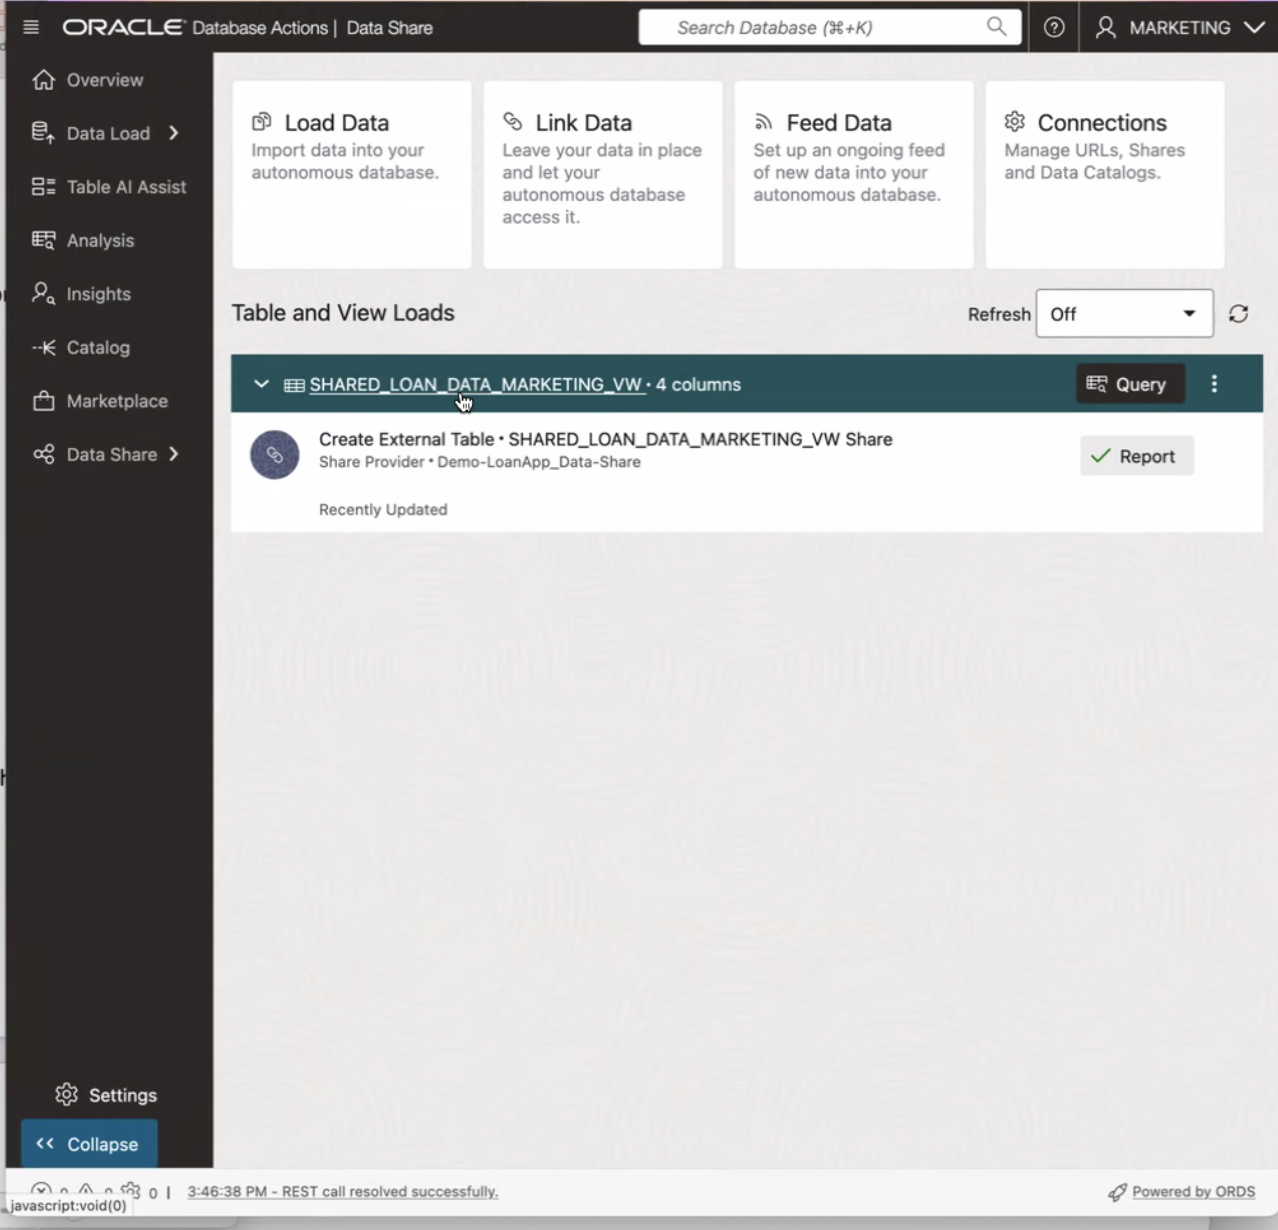 ORACLE Database Actions | Data Share
Search Database (⌘+K)
MARKETING
Overview
Data Load
Table AI Assist
Analysis
Insights
Catalog
Marketplace
Data Share
Settings
Collapse
Load Data
Import data into your
autonomous database.
Link Data
Leave your data in place
and let your
autonomous database
access it.
Feed Data
Set up an ongoing feed
of new data into your
autonomous database.
Connections
Manage URLs, Shares
and Data Catalogs.
Table and View Loads
Refresh
Off
SHARED_LOAN_DATA_MARKETING_VW • 4 columns
Query
Create External Table • SHARED_LOAN_DATA_MARKETING_VW Share
Share Provider • Demo-LoanApp_Data-Share
Report
Recently Updated
0 0 0 | 3:46:38 PM - REST call resolved successfully.
Powered by ORDS
javascript:void(0)